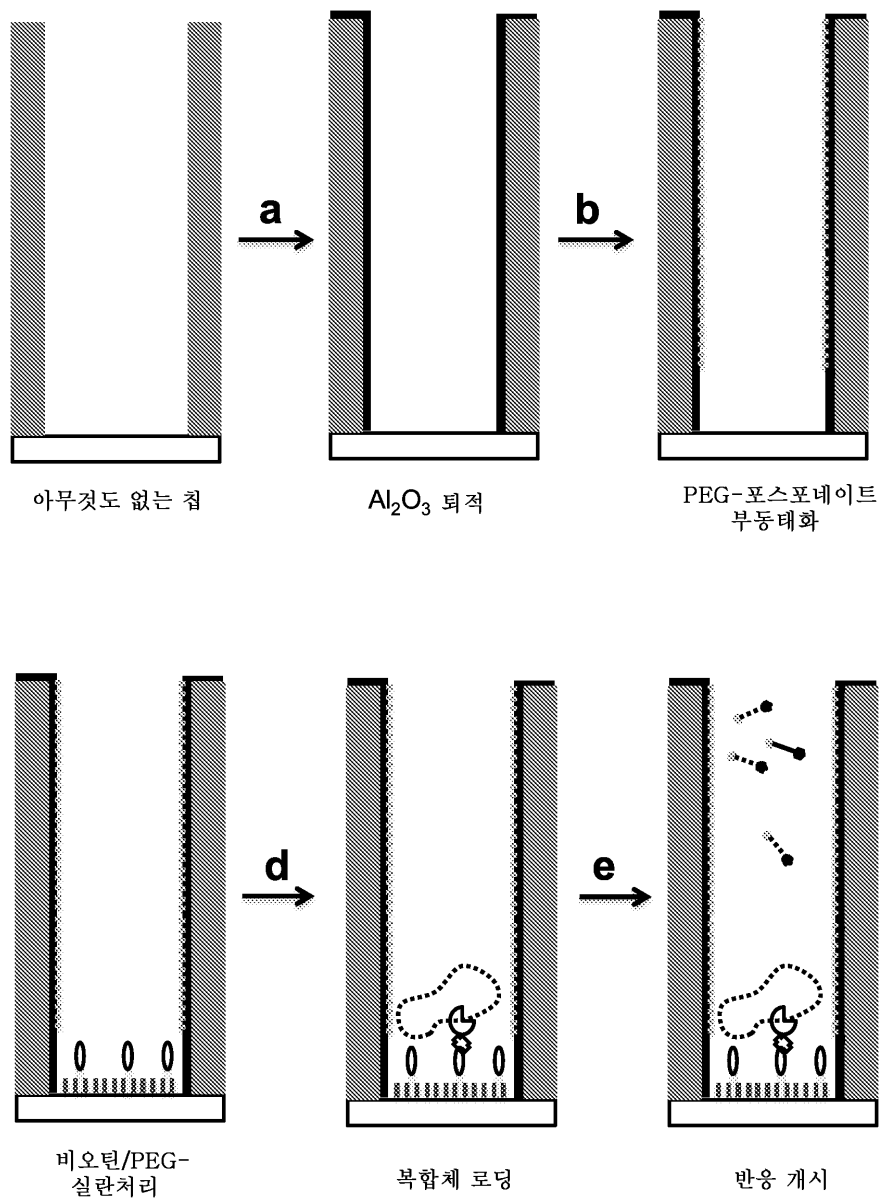 a
b
아무것도 없는 칩
Al₂O₃ 퇴적
PEG-포스포네이트
부동태화
d
e
비오틴/PEG-
실란처리
복합체 로딩
반응 개시